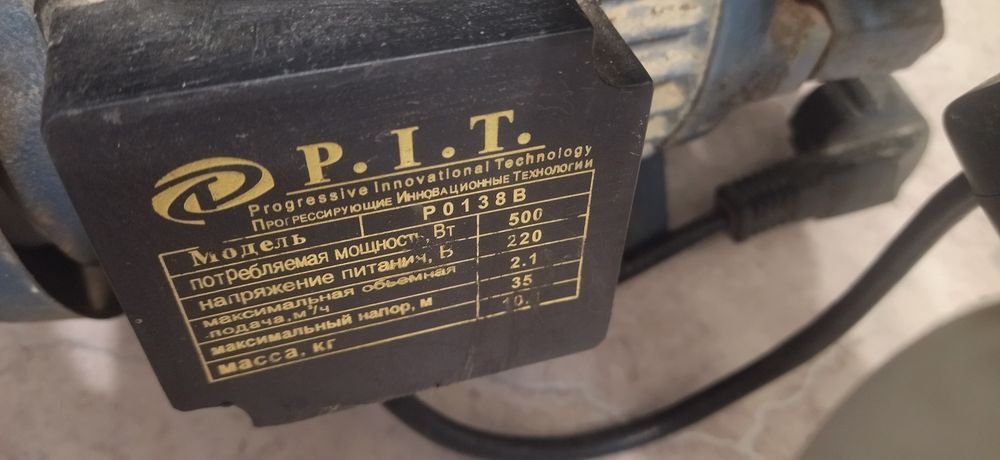 P.I.T.
Progressive Innovational Technology
Прогрессирующие Инновационные Технологии
Модель P0138B
потребляемая мощность, Вт 500
напряжение питания, В 220
максимальная объемная
подача, м³/ч 2.1
максимальный напор, м 35
масса, кг